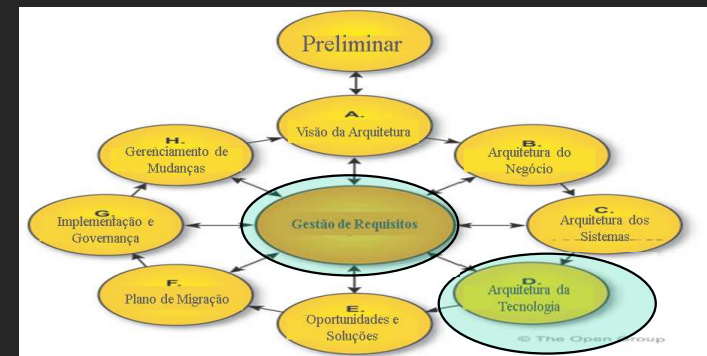 Preliminar
A.
Visão da Arquitetura
H.
Gerenciamento de
Mudanças
B.
Arquitetura do
Negócio
G.
Implementação e
Governança
Gestão de Requisitos
C.
Arquitetura dos
Sistemas
F.
Plano de Migração
D.
Arquitetura da
Tecnologia
E.
Oportunidades e
Soluções
© The Open Group